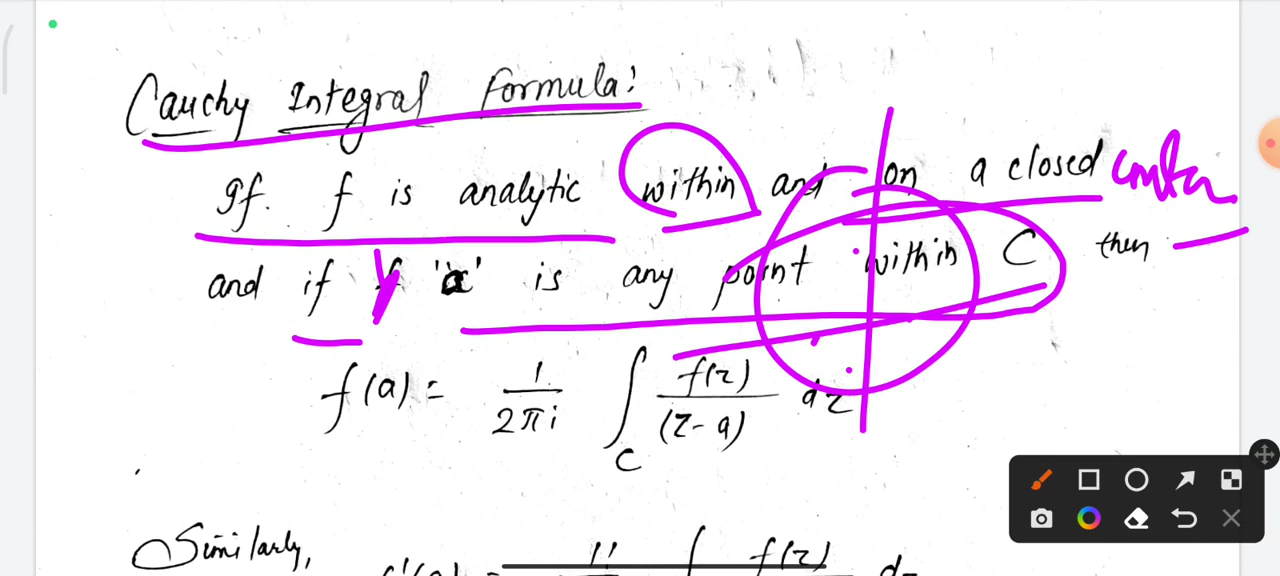 Cauchy Integral formula:
If f is analytic within and on a closed
and if 'a' is any point within C then
f(a) = 1/2πi ∫_C f(z)/(z-a) dz
Similarly,
f(z)